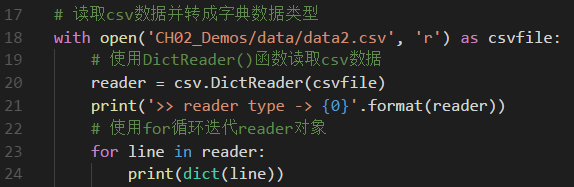 17 # 读取csv数据并转成字典数据类型
18 with open('CH02_Demos/data/data2.csv', 'r') as csvfile:
19     # 使用DictReader()函数读取csv数据
20     reader = csv.DictReader(csvfile)
21     print('>> reader type -> {0}'.format(reader))
22     # 使用for循环迭代reader对象
23     for line in reader:
24         print(dict(line))